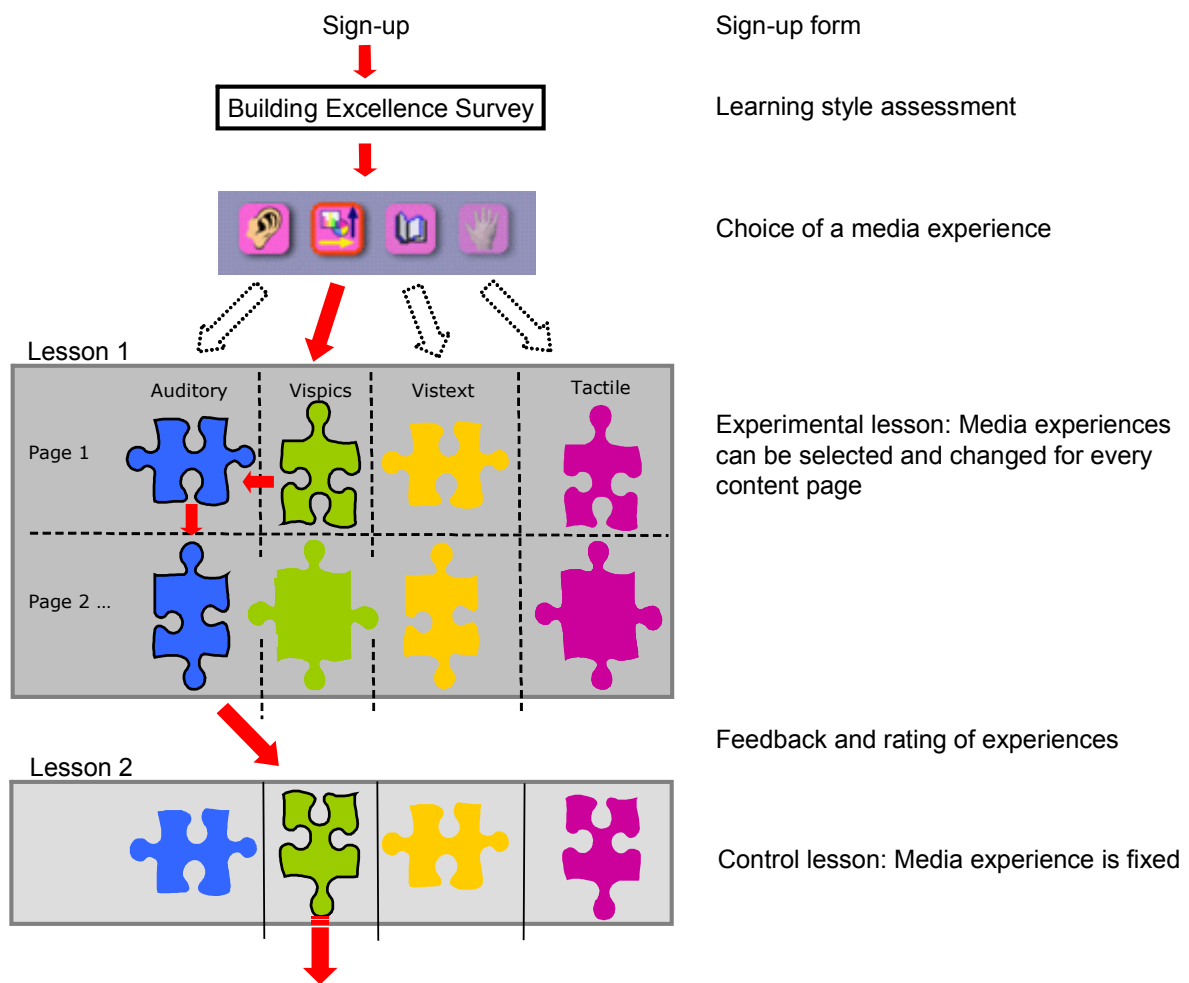 Sign-up
Sign-up form
Building Excellence Survey
Learning style assessment
Choice of a media experience
Lesson 1
Auditory
Vispics
Vistext
Tactile
Page 1
Experimental lesson: Media experiences
can be selected and changed for every
content page
Page 2 ...
Feedback and rating of experiences
Lesson 2
Control lesson: Media experience is fixed